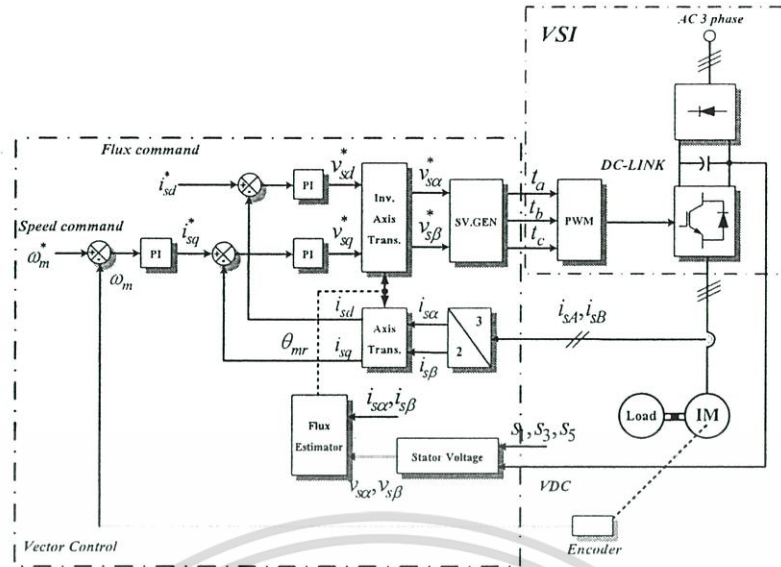 AC 3 phase
VSI
DC-LINK
Flux command
i*sd
PI
v*sd
Inv. Axis Trans.
v*sα
SV.GEN
ta
tb
tc
PWM
Speed command
ω*m
ωm
PI
i*sq
PI
v*sq
v*sβ
isd
isq
θmr
Axis Trans.
isα
isβ
3
2
isA, isB
Flux Estimator
isα, isβ
vsα, vsβ
Stator Voltage
s1, s3, s5
VDC
Load
IM
Encoder
Vector Control